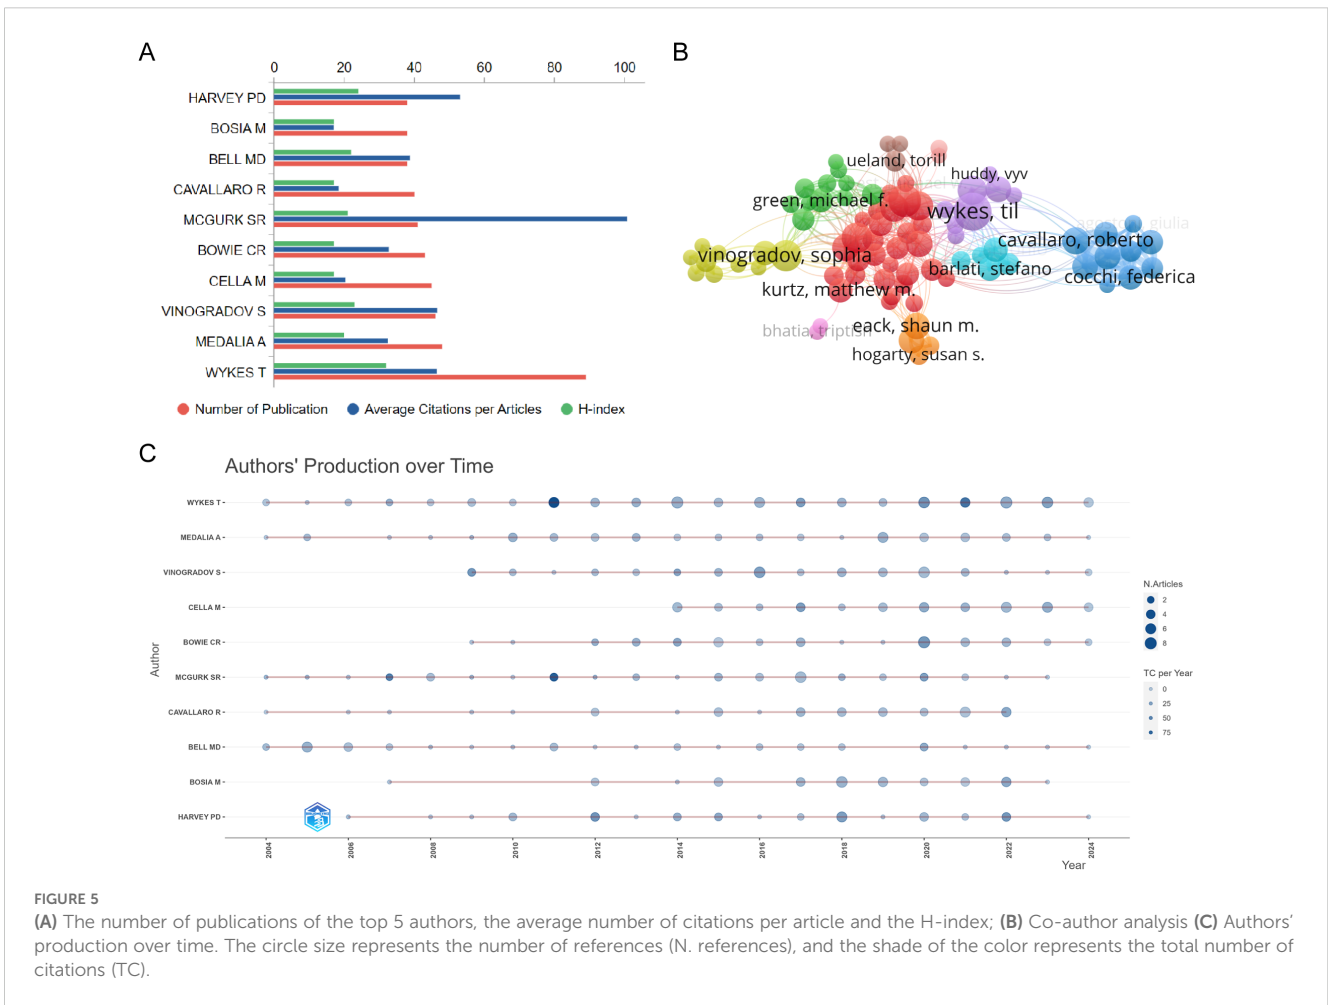 A
0 20 40 60 80 100
HARVEY PD
BOSIA M
BELL MD
CAVALLARO R
MCGURK SR
BOWIE CR
CELLA M
VINOGRADOV S
MEDALIA A
WYKES T
Number of Publication Average Citations per Articles H-index
B
ueland, torill
huddy, vyv
green, michael f.
wykes, til
giulia
cavallaro, roberto
vinogradov, sophia
barlati, stefano
cocchi, federica
kurtz, matthew m.
bhatia, triptish
eack, shaun m.
hogarty, susan s.
C
Authors' Production over Time
WYKES T
MEDALIA A
VINOGRADOV S
CELLA M
BOWIE CR
MCGURK SR
CAVALLARO R
BELL MD
BOSIA M
HARVEY PD
Author
2004 2006 2008 2010 2012 2014 2016 2018 2020 2022 2024
Year
N.Articles
2
4
6
8
TC per Year
0
25
50
75
FIGURE 5
(A) The number of publications of the top 5 authors, the average number of citations per article and the H-index; (B) Co-author analysis (C) Authors’
production over time. The circle size represents the number of references (N. references), and the shade of the color represents the total number of
citations (TC).